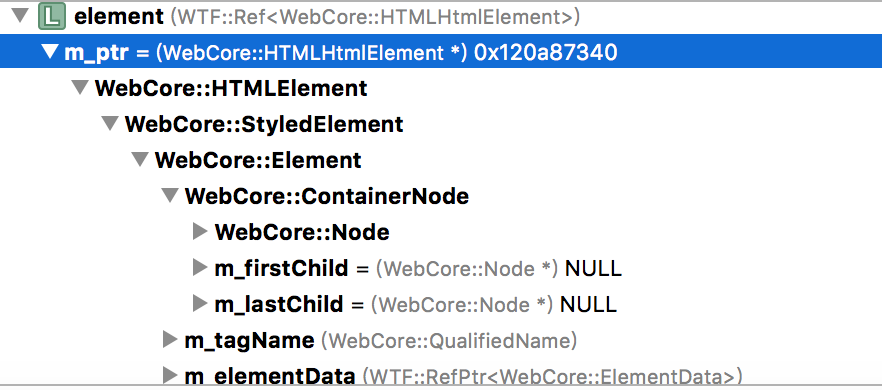 L element (WTF::Ref<WebCore::HTMLHtmlElement>)
m_ptr = (WebCore::HTMLHtmlElement *) 0x120a87340
WebCore::HTMLElement
WebCore::StyledElement
WebCore::Element
WebCore::ContainerNode
WebCore::Node
m_firstChild = (WebCore::Node *) NULL
m_lastChild = (WebCore::Node *) NULL
m_tagName (WebCore::QualifiedName)
m_elementData (WTF::RefPtr<WebCore::ElementData>)